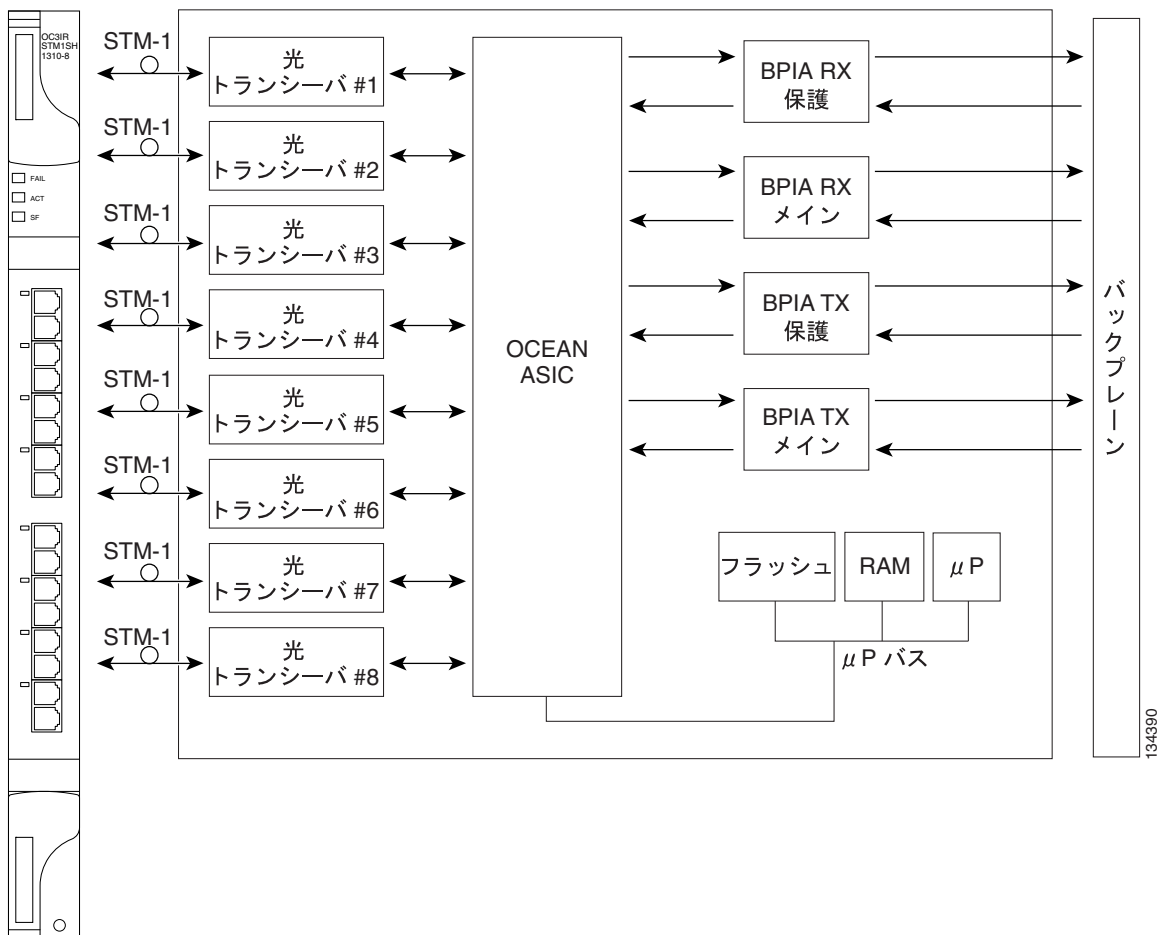 OC3IR
STM1SH
1310-8
FAIL
ACT
SF
STM-1
光
トランシーバ #1
STM-1
光
トランシーバ #2
STM-1
光
トランシーバ #3
STM-1
光
トランシーバ #4
STM-1
光
トランシーバ #5
STM-1
光
トランシーバ #6
STM-1
光
トランシーバ #7
STM-1
光
トランシーバ #8
OCEAN
ASIC
BPIA RX
保護
BPIA RX
メイン
BPIA TX
保護
BPIA TX
メイン
フラッシュ
RAM
μP
μP バス
バックプレーン
134390